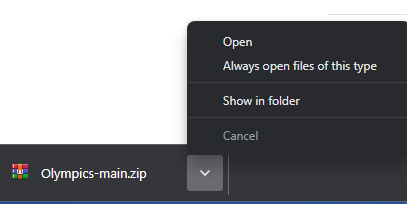 Open
Always open files of this type
Show in folder
Cancel
Olympics-main.zip